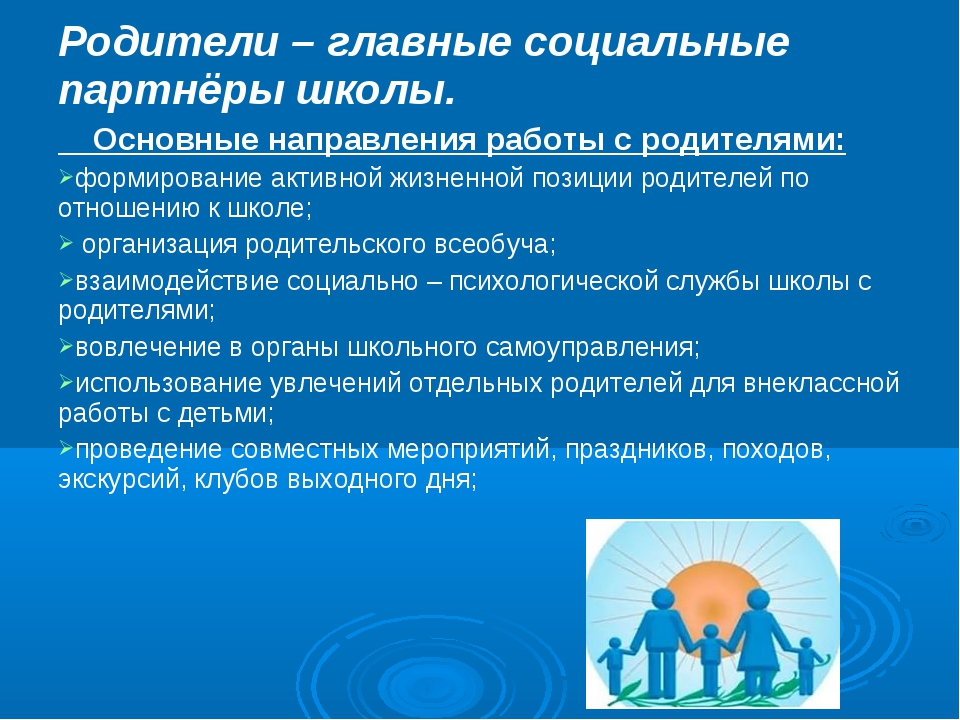 Родители – главные социальные
партнёры школы.
Основные направления работы с родителями:
➢формирование активной жизненной позиции родителей по
отношению к школе;
➢ организация родительского всеобуча;
➢взаимодействие социально – психологической службы школы с
родителями;
➢вовлечение в органы школьного самоуправления;
➢использование увлечений отдельных родителей для внеклассной
работы с детьми;
➢проведение совместных мероприятий, праздников, походов,
экскурсий, клубов выходного дня;